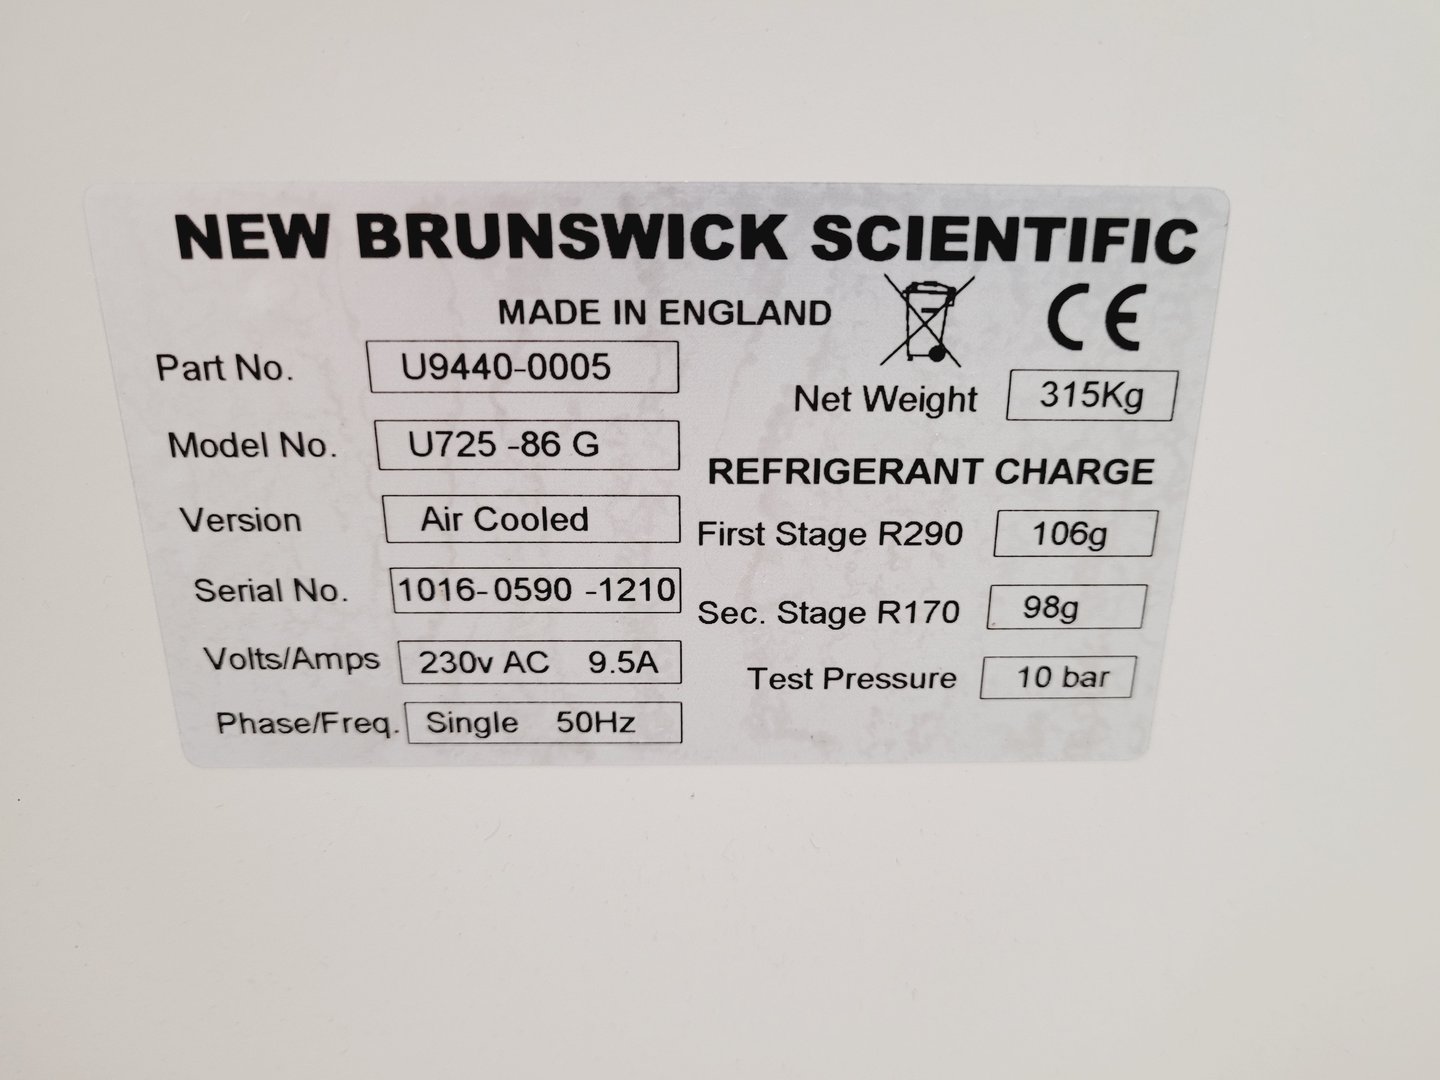 NEW BRUNSWICK SCIENTIFIC
MADE IN ENGLAND
CE
Part No. U9440-0005
Net Weight 315Kg
Model No. U725 -86 G
REFRIGERANT CHARGE
Version Air Cooled
First Stage R290 106g
Serial No. 1016-0590 -1210
Sec. Stage R170 98g
Volts/Amps 230v AC 9.5A
Test Pressure 10 bar
Phase/Freq. Single 50Hz